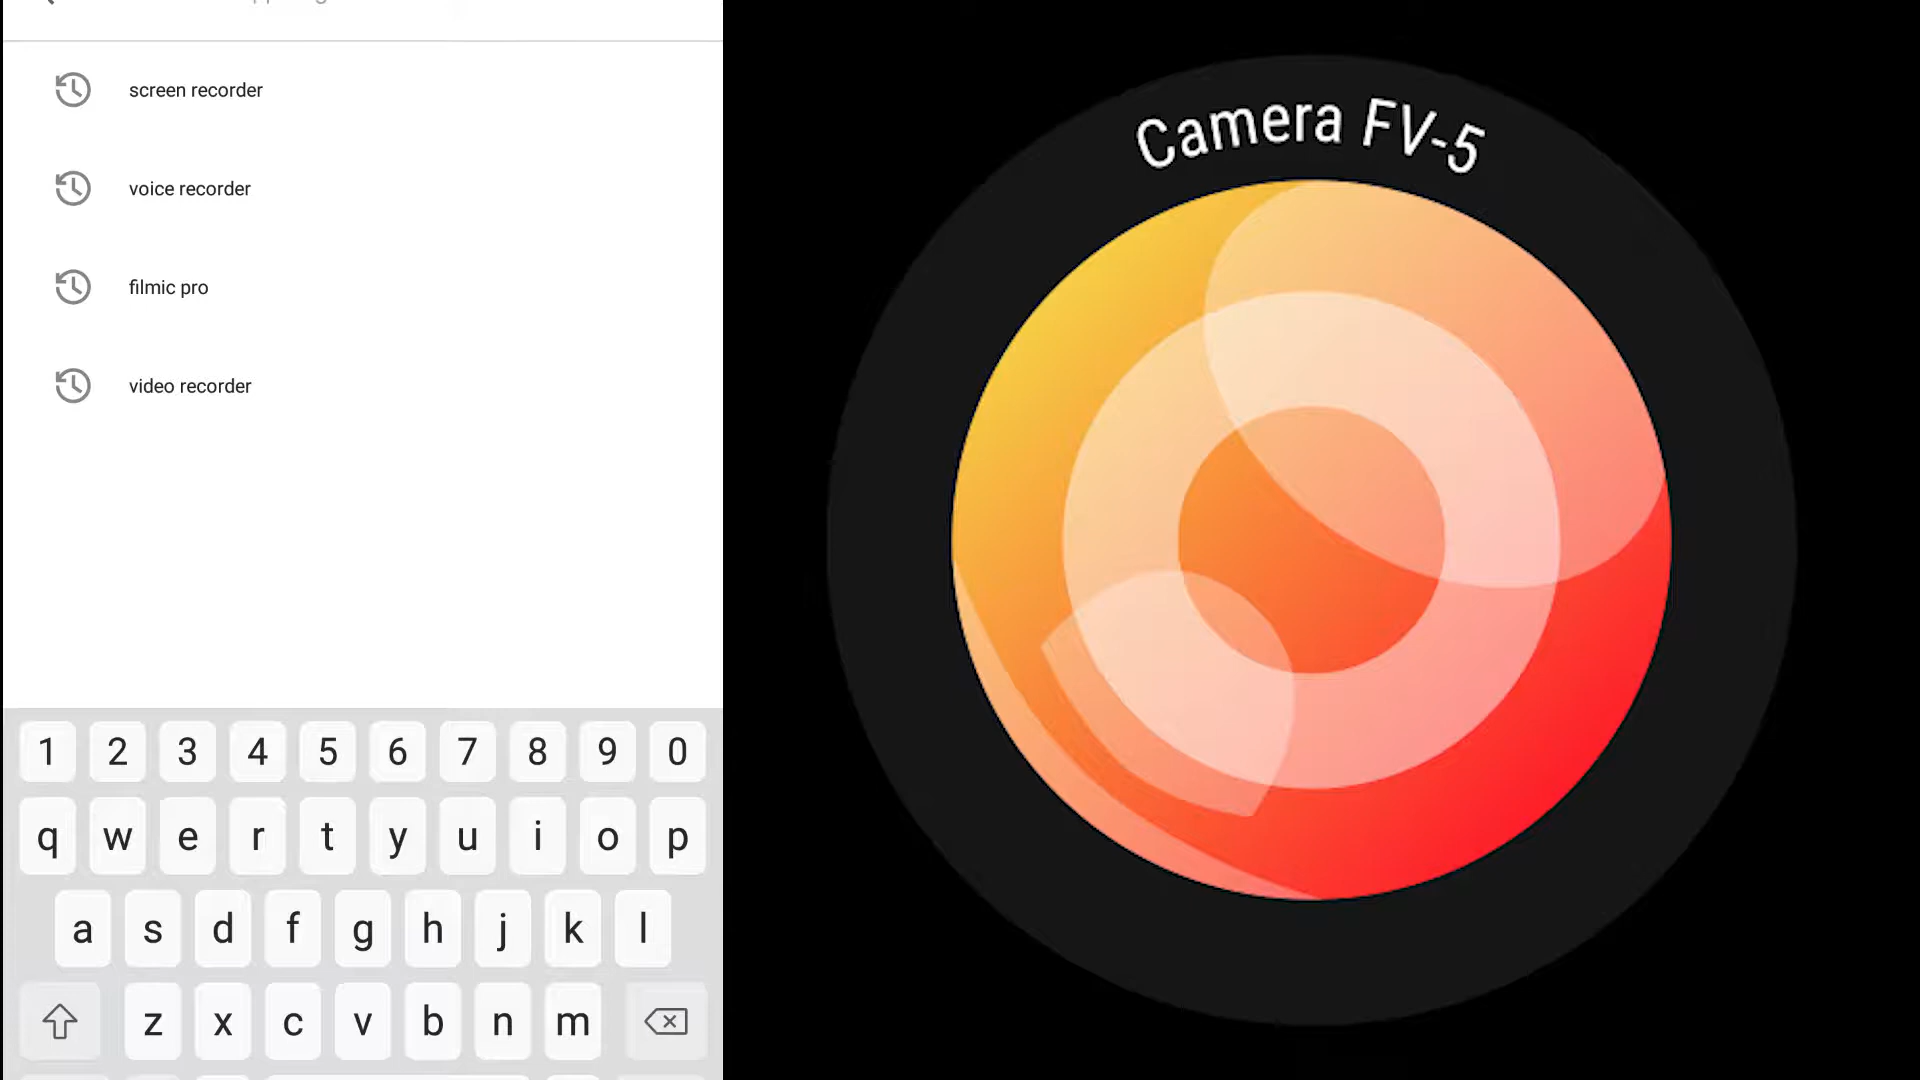 screen recorder
voice recorder
filmic pro
video recorder
1 2 3 4 5 6 7 8 9 0
q w e r t y u i o p
a s d f g h j k l
z x c v b n m
Camera FV-5